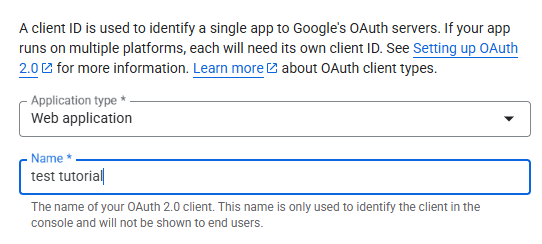 A client ID is used to identify a single app to Google's OAuth servers. If your app
runs on multiple platforms, each will need its own client ID. See Setting up OAuth
2.0 for more information. Learn more about OAuth client types.
Application type *
Web application
Name *
test tutorial
The name of your OAuth 2.0 client. This name is only used to identify the client in the
console and will not be shown to end users.